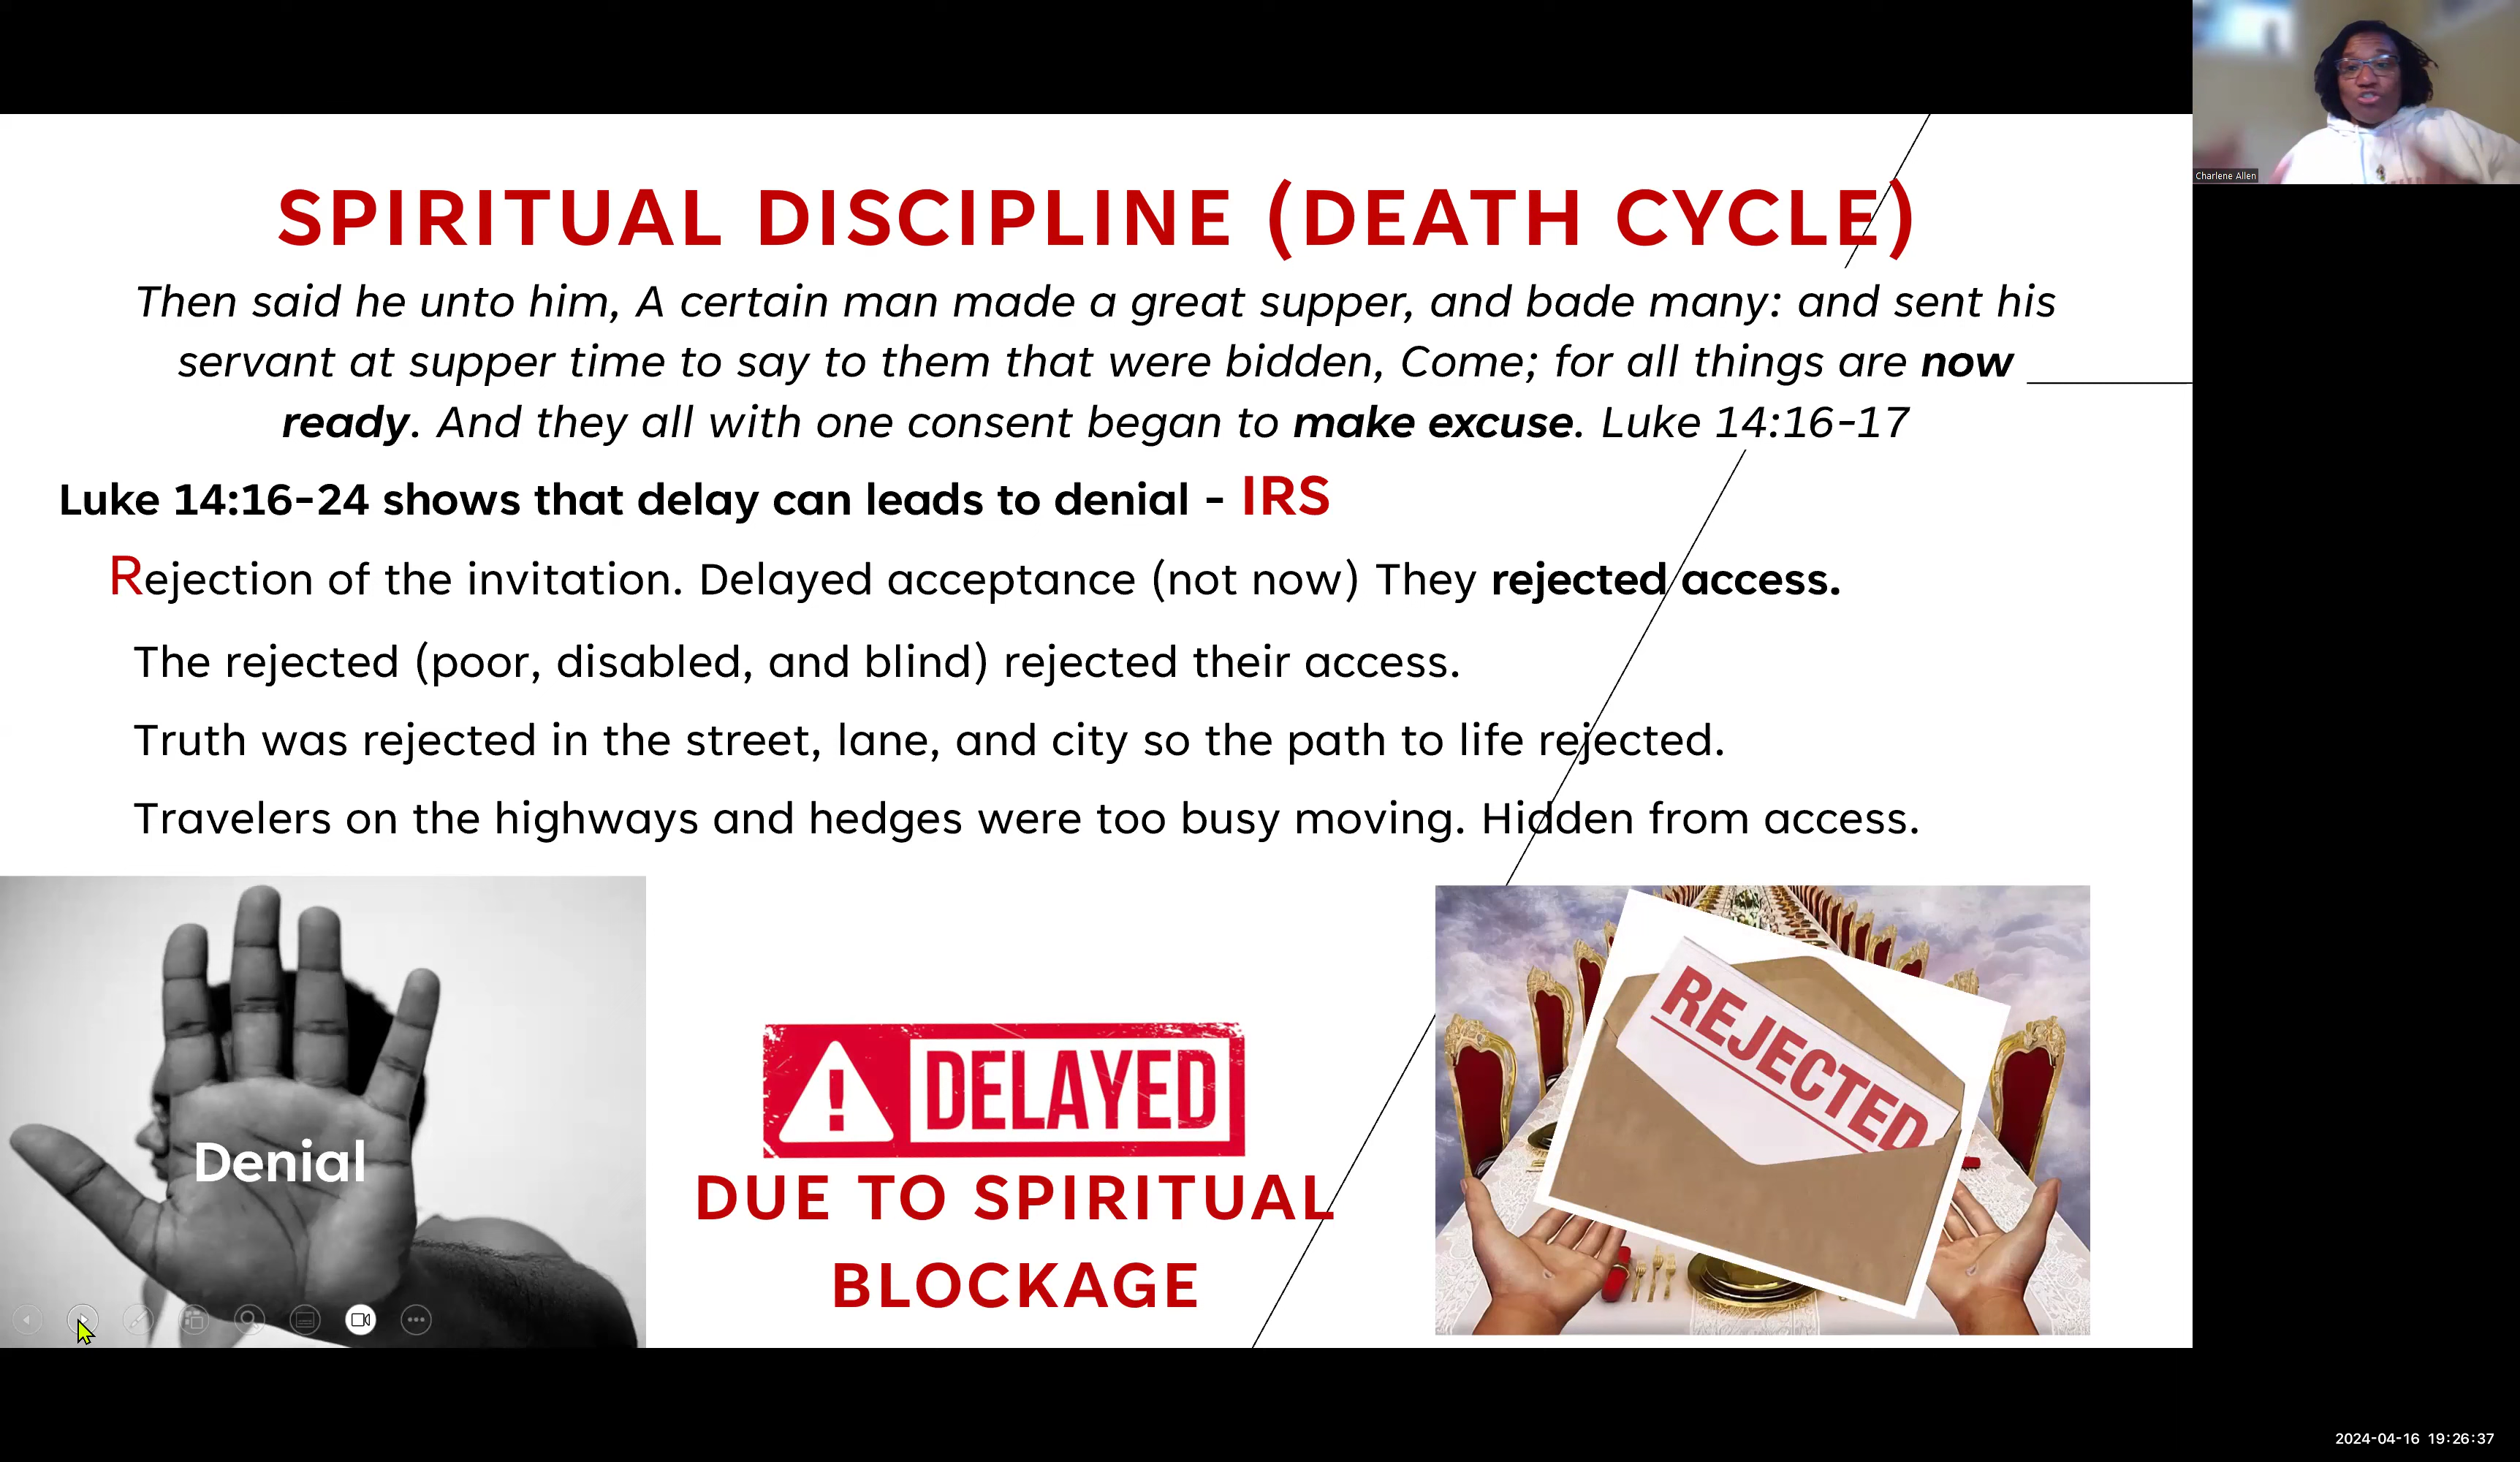 Charlene Allen
SPIRITUAL DISCIPLINE (DEATH CYCLE)
Then said he unto him, A certain man made a great supper, and bade many: and sent his
servant at supper time to say to them that were bidden, Come; for all things are now
ready. And they all with one consent began to make excuse. Luke 14:16-17
Luke 14:16-24 shows that delay can leads to denial - IRS
Rejection of the invitation. Delayed acceptance (not now) They rejected access.
The rejected (poor, disabled, and blind) rejected their access.
Truth was rejected in the street, lane, and city so the path to life rejected.
Travelers on the highways and hedges were too busy moving. Hidden from access.
Denial
DELAYED
DUE TO SPIRITUAL
BLOCKAGE
REJECTED
2024-04-16 19:26:37